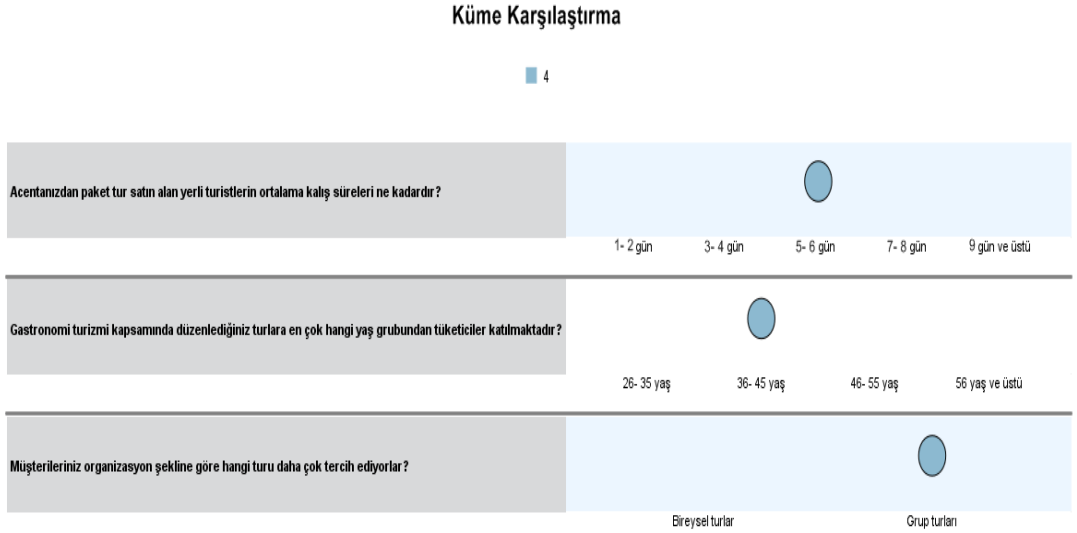 Küme Karşılaştırma
4
Acentanızdan paket tur satın alan yerli turistlerin ortalama kalış süreleri ne kadardır?
1- 2 gün 3- 4 gün 5- 6 gün 7- 8 gün 9 gün ve üstü
Gastronomi turizmi kapsamında düzenlediğiniz turlara en çok hangi yaş grubundan tüketiciler katılmaktadır?
26- 35 yaş 36- 45 yaş 46- 55 yaş 56 yaş ve üstü
Müşterileriniz organizasyon şekline göre hangi turu daha çok tercih ediyorlar?
Bireysel turlar Grup turları